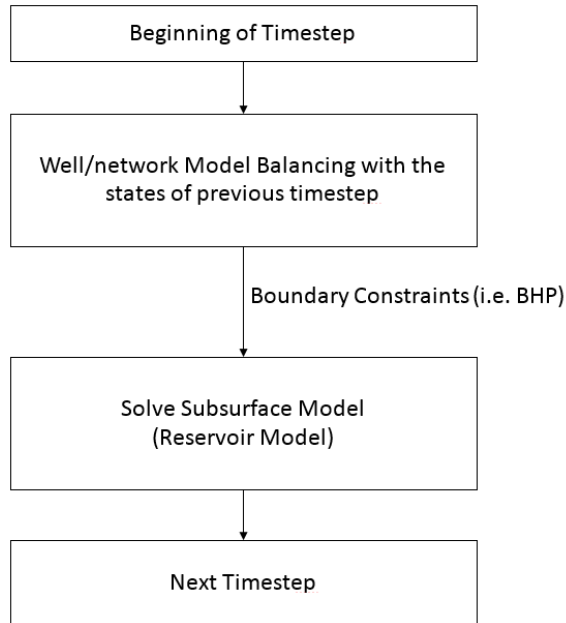 Beginning of Timestep
Well/network Model Balancing with the
states of previous timestep
Boundary Constraints (i.e. BHP)
Solve Subsurface Model
(Reservoir Model)
Next Timestep